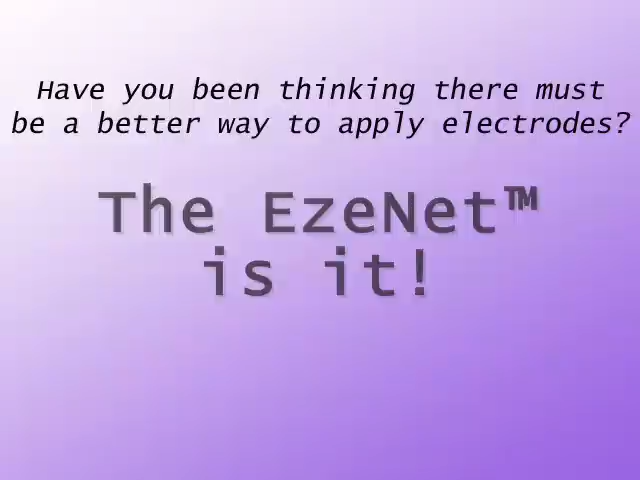 Have you been thinking there must
be a better way to apply electrodes?
The EzeNet™
is it!